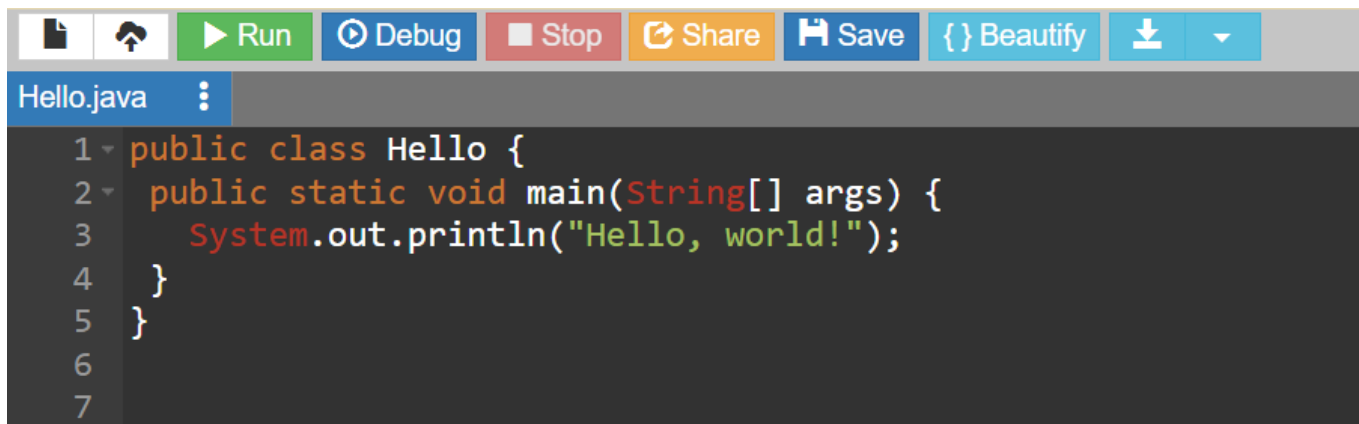 Run Debug Stop Share Save { } Beautify
Hello.java
1 public class Hello {
2 public static void main(String[] args) {
3 System.out.println("Hello, world!");
4 }
5 }
6
7